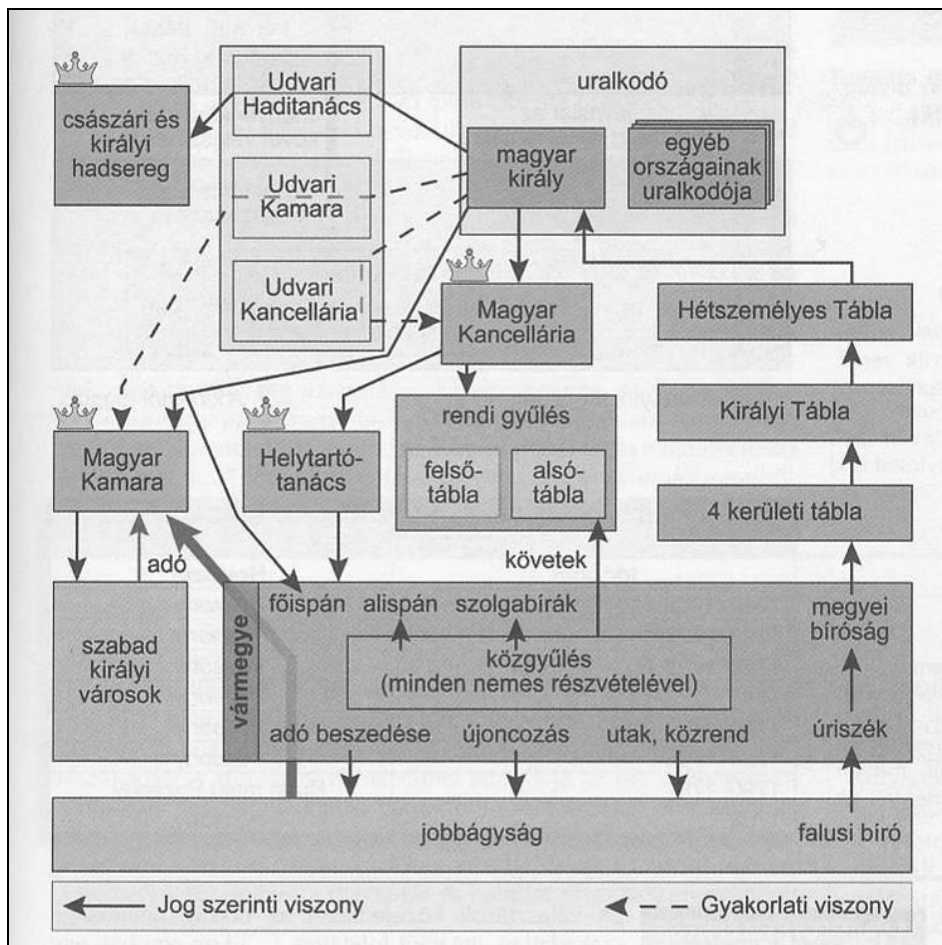 Udvari
Haditanács
császári és
királyi
hadsereg
Udvari
Kamara
Udvari
Kancellária
uralkodó
magyar
király
egyéb
országainak
uralkodója
Magyar
Kancellária
Hétszemélyes Tábla
Királyi Tábla
4 kerületi tábla
Magyar
Kamara
Helytartó-
tanács
rendi gyűlés
felső-
tábla
alsó-
tábla
adó
követek
szabad
királyi
városok
vármegye
főispán alispán szolgabírák
megyei
bíróság
közgyűlés
(minden nemes részvételével)
adó beszedése újoncozás utak, közrend
úriszék
jobbágyság
falusi bíró
Jog szerinti viszony
Gyakorlati viszony